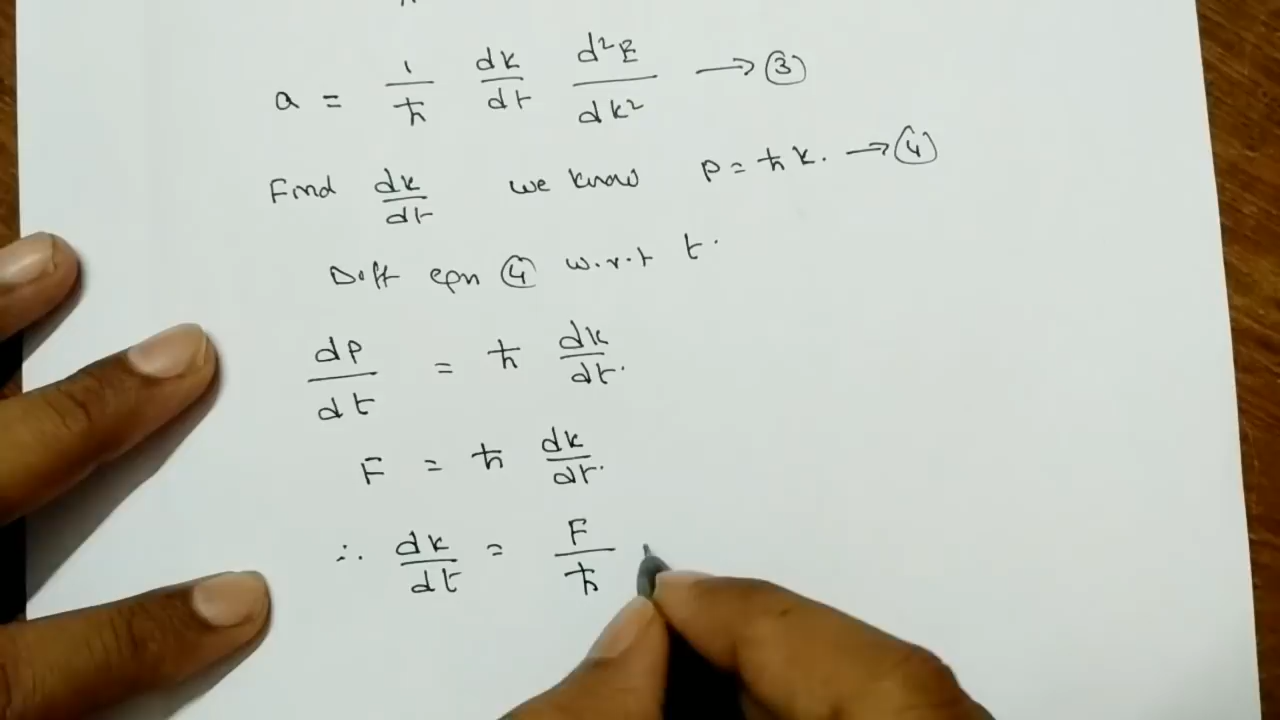 a = 1/ħ dk/dt d²E/dk² → ③
Find dk/dt we know p = ħk. → ④
Diff eqn ④ w.r.t t.
dp/dt = ħ dk/dt.
F = ħ dk/dt.
∴ dk/dt = F/ħ